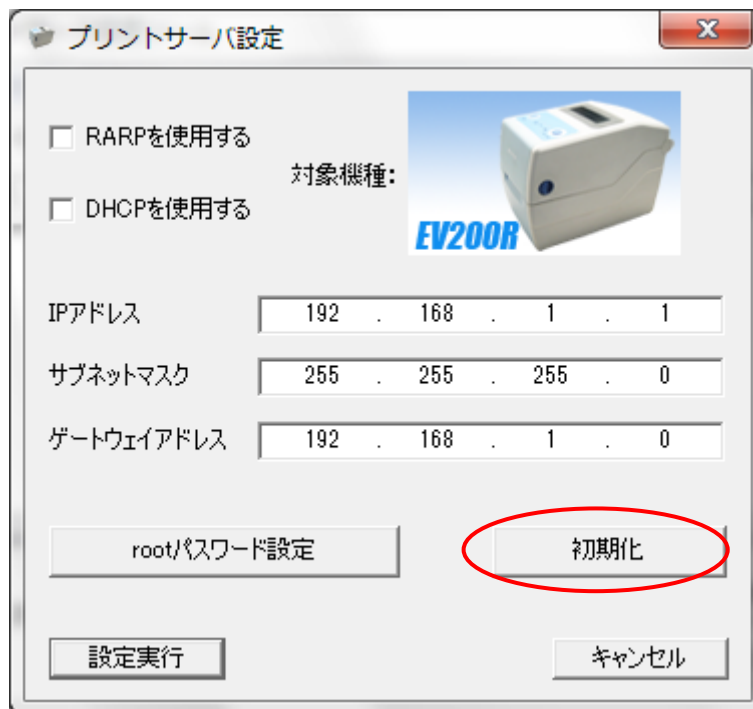 プリントサーバ設定
RARPを使用する
DHCPを使用する
対象機種:
EV200R
IPアドレス 192 . 168 . 1 . 1
サブネットマスク 255 . 255 . 255 . 0
ゲートウェイアドレス 192 . 168 . 1 . 0
rootパスワード設定 初期化
設定実行 キャンセル